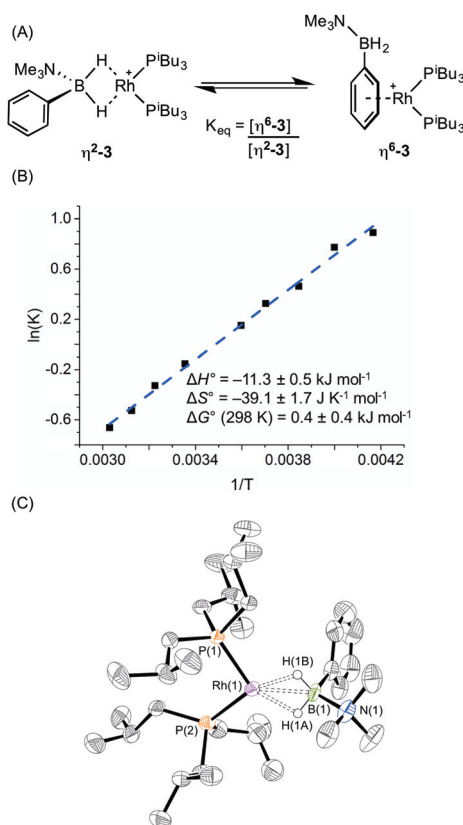 (A)
Me₃N
H
B
H
Rh
+
PⁱBu₃
PⁱBu₃
η²-3
Keq = [η⁶-3]
[η²-3]
Me₃N
BH₂
Rh
+
PⁱBu₃
PⁱBu₃
η⁶-3
(B)
ln(K)
1.0
0.6
0.2
-0.2
-0.6
ΔH° = –11.3 ± 0.5 kJ mol⁻¹
ΔS° = –39.1 ± 1.7 J K⁻¹ mol⁻¹
ΔG° (298 K) = 0.4 ± 0.4 kJ mol⁻¹
0.0030 0.0034 0.0038 0.0042
1/T
(C)
P(1)
H(1B)
Rh(1)
B(1) N(1)
H(1A)
P(2)